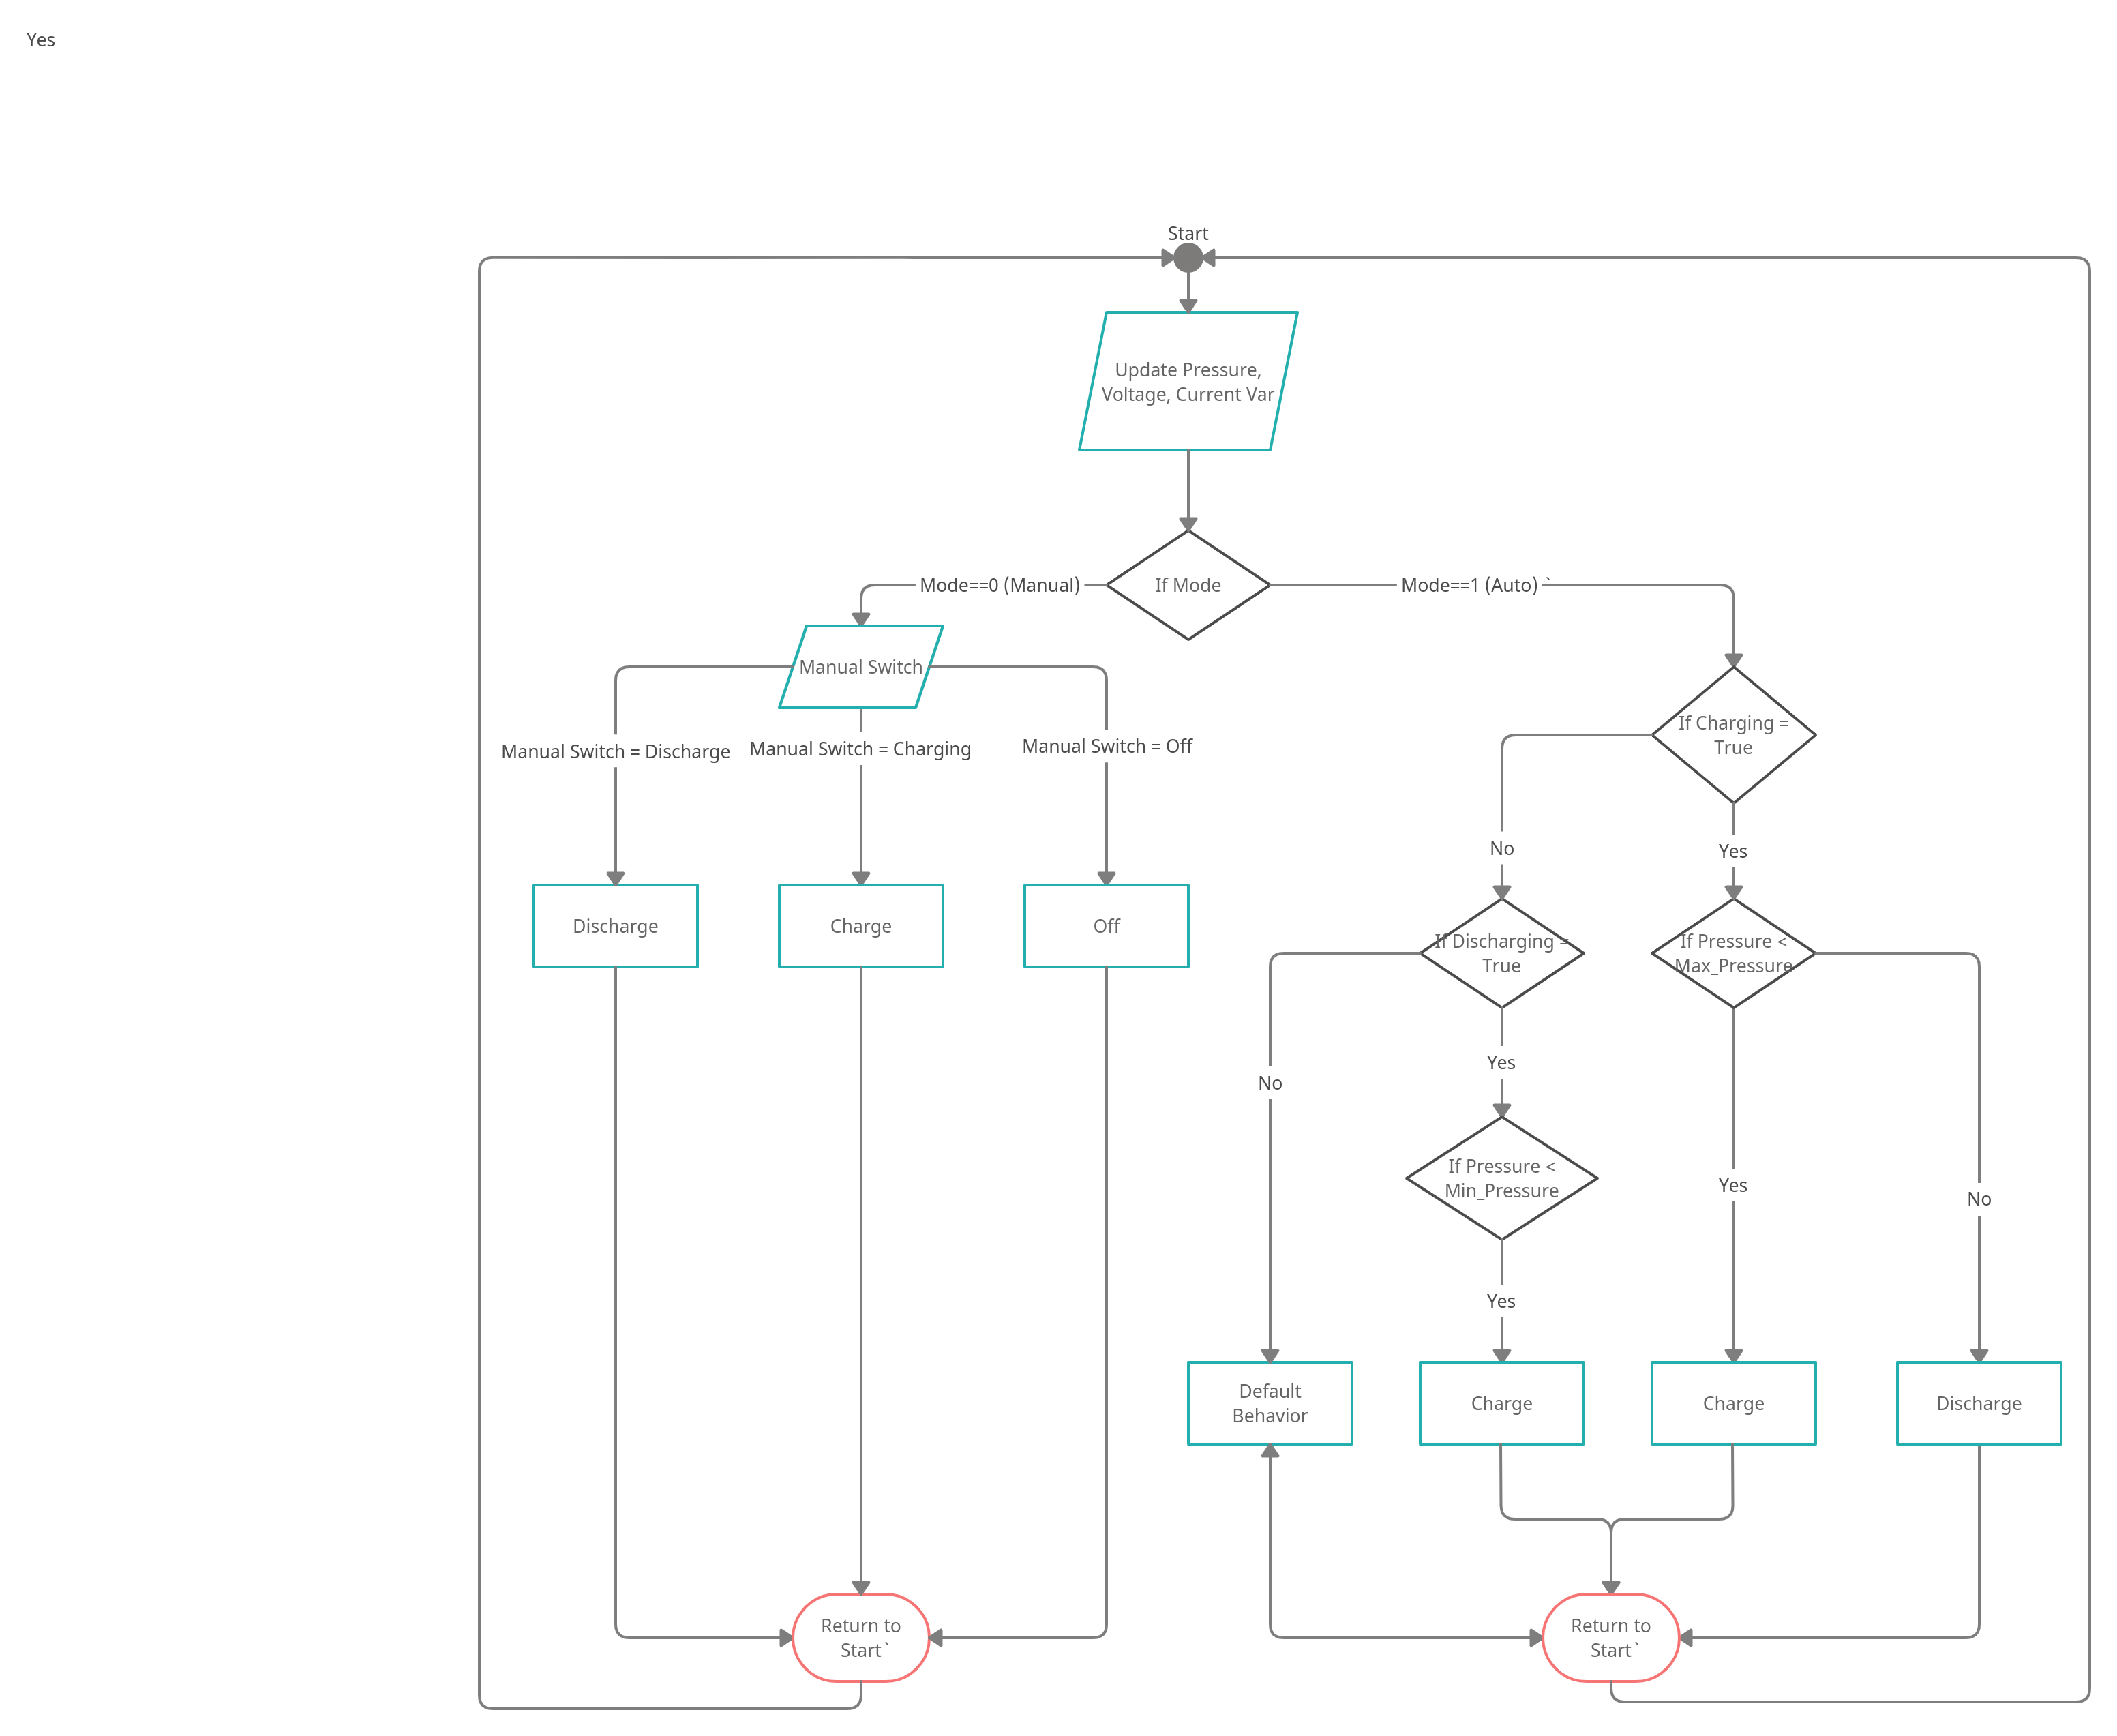 Yes
Start
Update Pressure,
Voltage, Current Var
Mode==0 (Manual)
If Mode
Mode==1 (Auto) `
Manual Switch
If Charging =
True
Manual Switch = Discharge
Manual Switch = Charging
Manual Switch = Off
No
Yes
Discharge
Charge
Off
If Discharging =
True
If Pressure <
Max_Pressure
No
Yes
If Pressure <
Min_Pressure
Yes
No
Yes
Default
Behavior
Charge
Charge
Discharge
Return to
Start`
Return to
Start`